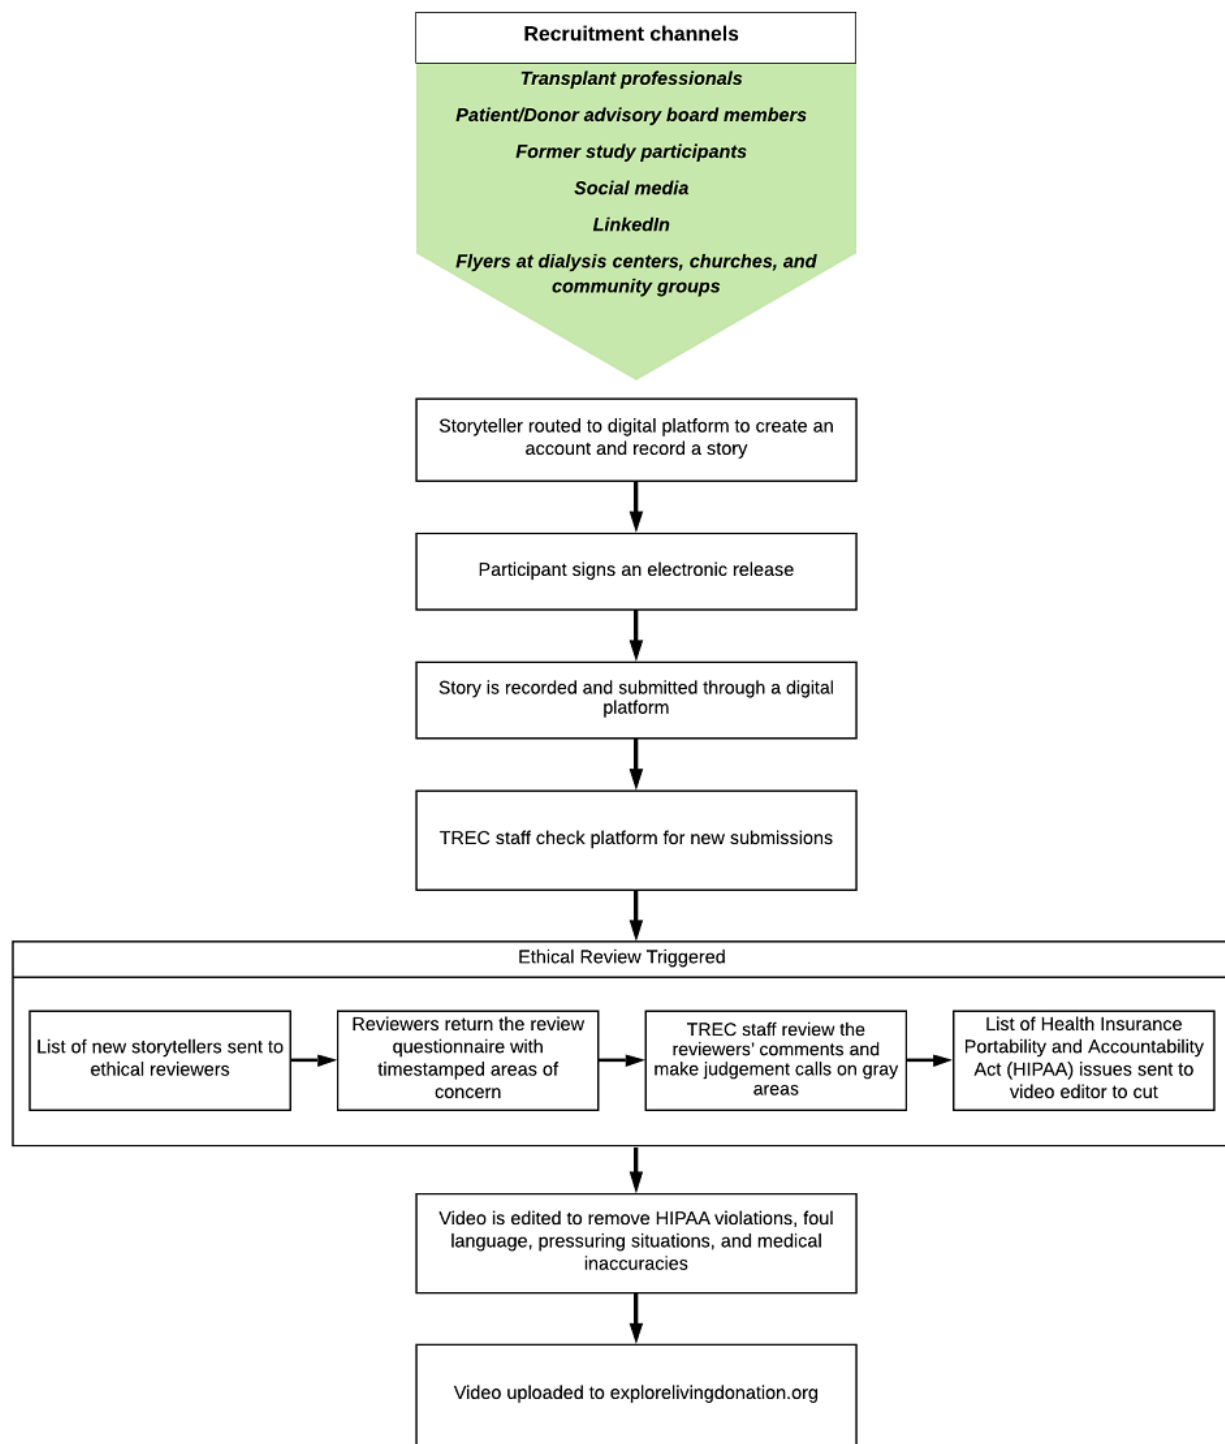 Recruitment channels
Transplant professionals
Patient/Donor advisory board members
Former study participants
Social media
LinkedIn
Flyers at dialysis centers, churches, and
community groups
Storyteller routed to digital platform to create an
account and record a story
Participant signs an electronic release
Story is recorded and submitted through a digital
platform
TREC staff check platform for new submissions
Ethical Review Triggered
List of new storytellers sent to
ethical reviewers
Reviewers return the review
questionnaire with
timestamped areas of
concern
TREC staff review the
reviewers' comments and
make judgement calls on gray
areas
List of Health Insurance
Portability and Accountability
Act (HIPAA) issues sent to
video editor to cut
Video is edited to remove HIPAA violations, foul
language, pressuring situations, and medical
inaccuracies
Video uploaded to explorelivingdonation.org